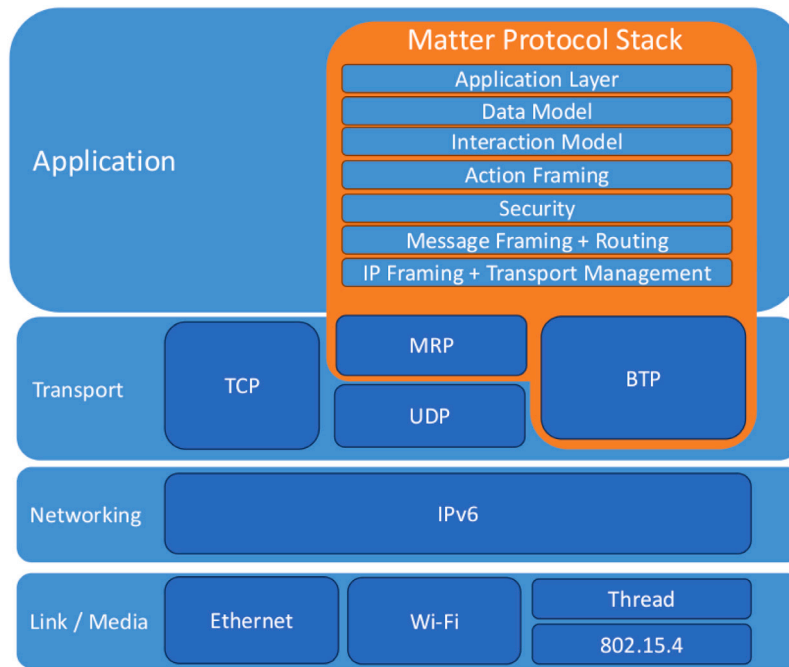 Matter Protocol Stack
Application Layer
Data Model
Interaction Model
Application
Action Framing
Security
Message Framing + Routing
IP Framing + Transport Management
MRP
Transport
TCP
BTP
UDP
Networking
IPv6
Link / Media
Ethernet
Wi-Fi
Thread
802.15.4